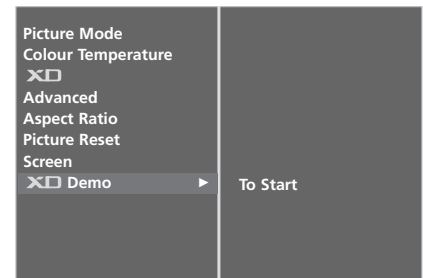 Picture Mode
Colour Temperature
XD
Advanced
Aspect Ratio
Picture Reset
Screen
XD Demo ►
To Start